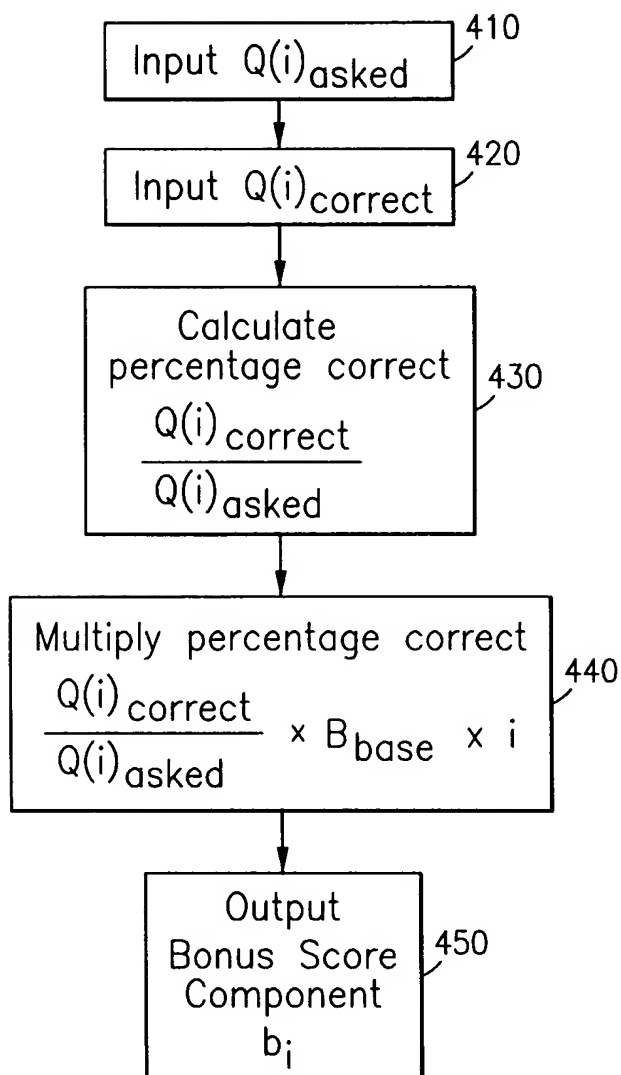 410
Input Q(i)asked
420
Input Q(i)correct
Calculate
percentage correct
430
Q(i)correct
Q(i)asked
Multiply percentage correct
440
Q(i)correct
Q(i)asked
× Bbase × i
Output
450
Bonus Score
Component
bi